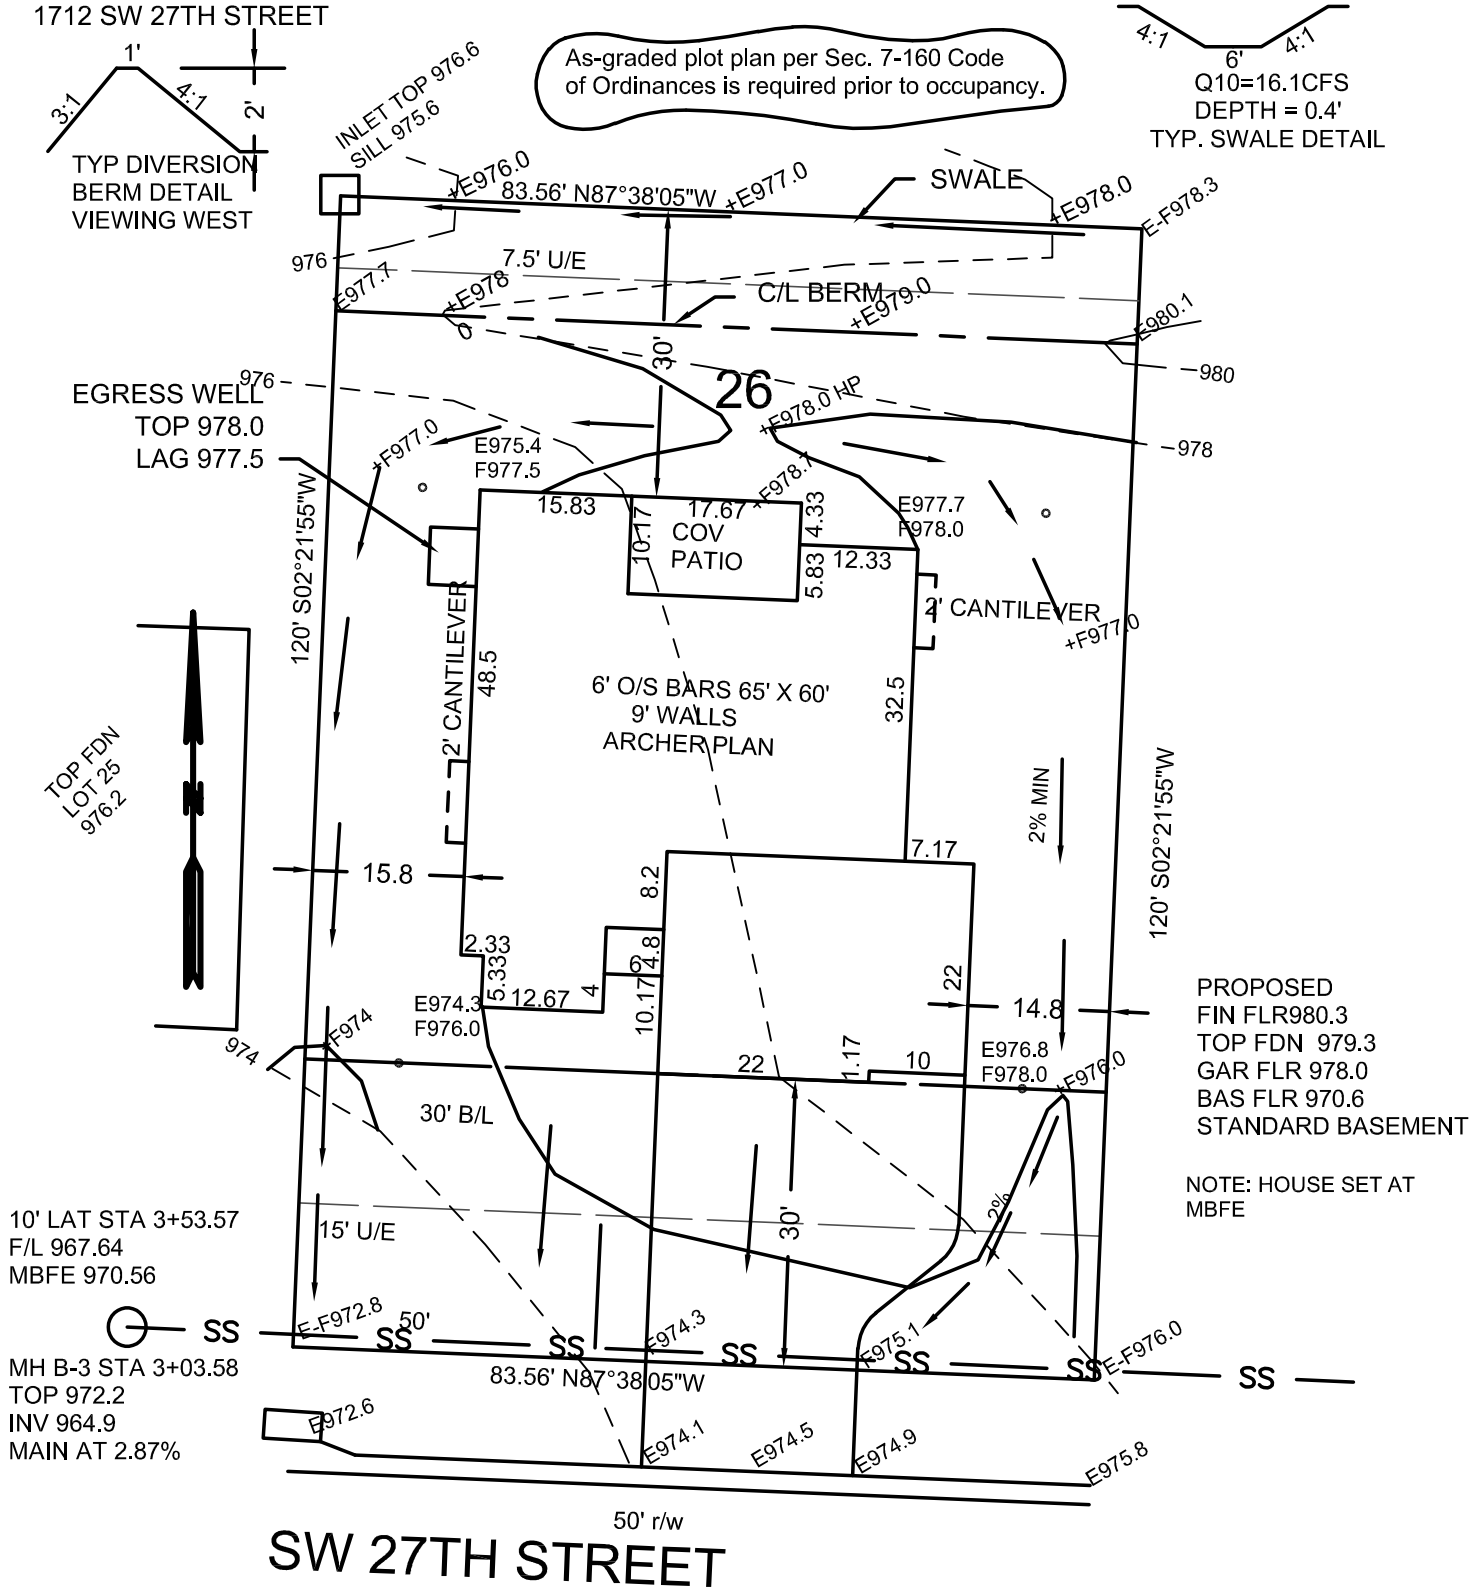 1712 SW 27TH STREET
1'
3:1
4:1
2'
TYP DIVERSION
BERM DETAIL
VIEWING WEST
As-graded plot plan per Sec. 7-160 Code
of Ordinances is required prior to occupancy.
4:1
6'
4:1
Q10=16.1CFS
DEPTH = 0.4'
TYP. SWALE DETAIL
INLET TOP 976.6
SILL 975.6
+E976.0
83.56' N87°38'05"W
+E977.0
SWALE
+E978.0
E-F978.3
976
7.5' U/E
E977.7
+E978
0
C/L BERM
+E979.0
E980.1
980
30'
26
976
EGRESS WELL
TOP 978.0
LAG 977.5
+F977.0
E975.4
F977.5
+F978.0 HP
+F978.7
978
15.83
17.67
4.33
10.17
COV
PATIO
5.83
12.33
E977.7
F978.0
120' S02°21'55"W
2' CANTILEVER
2' CANTILEVER
+F977.0
48.5
6' O/S BARS 65' X 60'
9' WALLS
ARCHER PLAN
32.5
N
TOP FDN
LOT 25
976.2
2% MIN
120' S02°21'55"W
15.8
7.17
8.2
2.33
5.33
12.67
4
6
4.8
10.17
22
14.8
E974.3
F976.0
+F974
974
22
1.17
10
E976.8
F978.0
+F976.0
PROPOSED
FIN FLR980.3
TOP FDN 979.3
GAR FLR 978.0
BAS FLR 970.6
STANDARD BASEMENT
NOTE: HOUSE SET AT
MBFE
30' B/L
2%
30'
15' U/E
10' LAT STA 3+53.57
F/L 967.64
MBFE 970.56
E-F972.8
50'
E974.3
F975.1
E-F976.0
SS SS SS SS SS SS SS
83.56' N87°38'05"W
MH B-3 STA 3+03.58
TOP 972.2
INV 964.9
MAIN AT 2.87%
E972.6
E974.1
E974.5
E974.9
E975.8
50' r/w
SW 27TH STREET